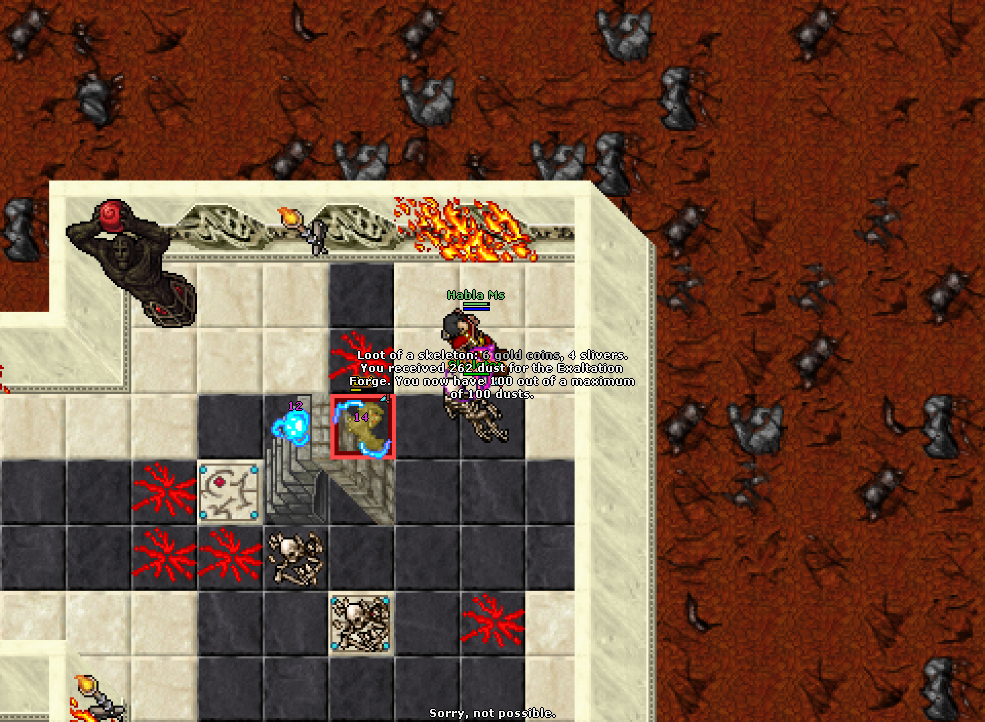 Habla Ms
Loot of a skeleton: 6 gold coins, 4 slivers.
You received 262 dust for the Exaltation
Forge. You now have 100 out of a maximum
of 100 dusts.
12
14
Sorry, not possible.